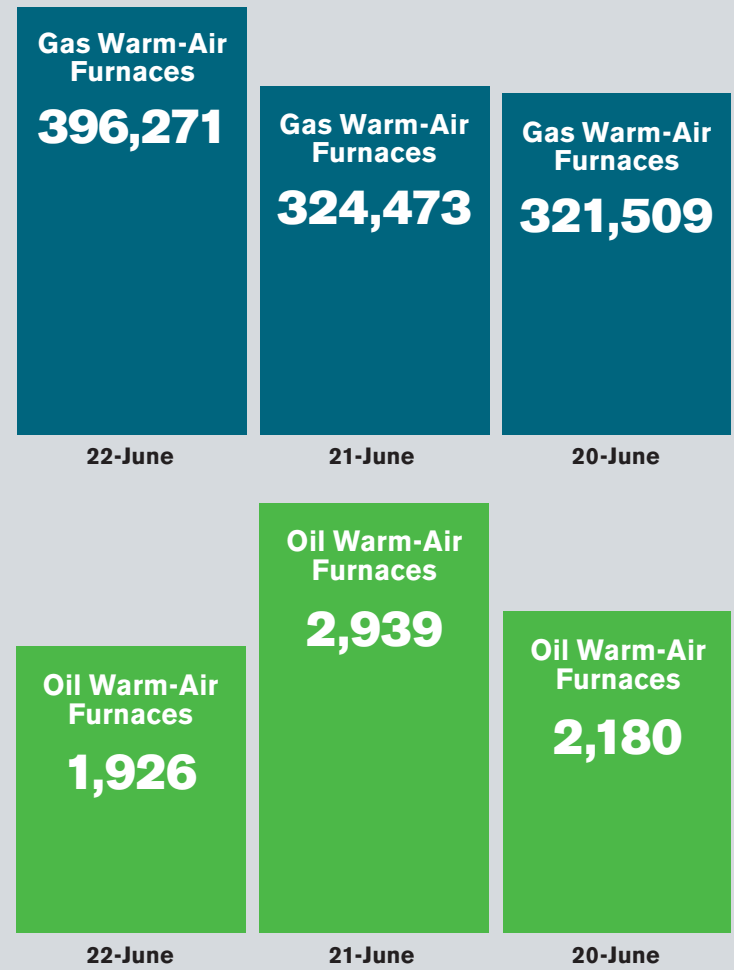 Gas Warm-Air
Furnaces
396,271
Gas Warm-Air
Furnaces
324,473
Gas Warm-Air
Furnaces
321,509
22-June
21-June
20-June
Oil Warm-Air
Furnaces
1,926
Oil Warm-Air
Furnaces
2,939
Oil Warm-Air
Furnaces
2,180
22-June
21-June
20-June